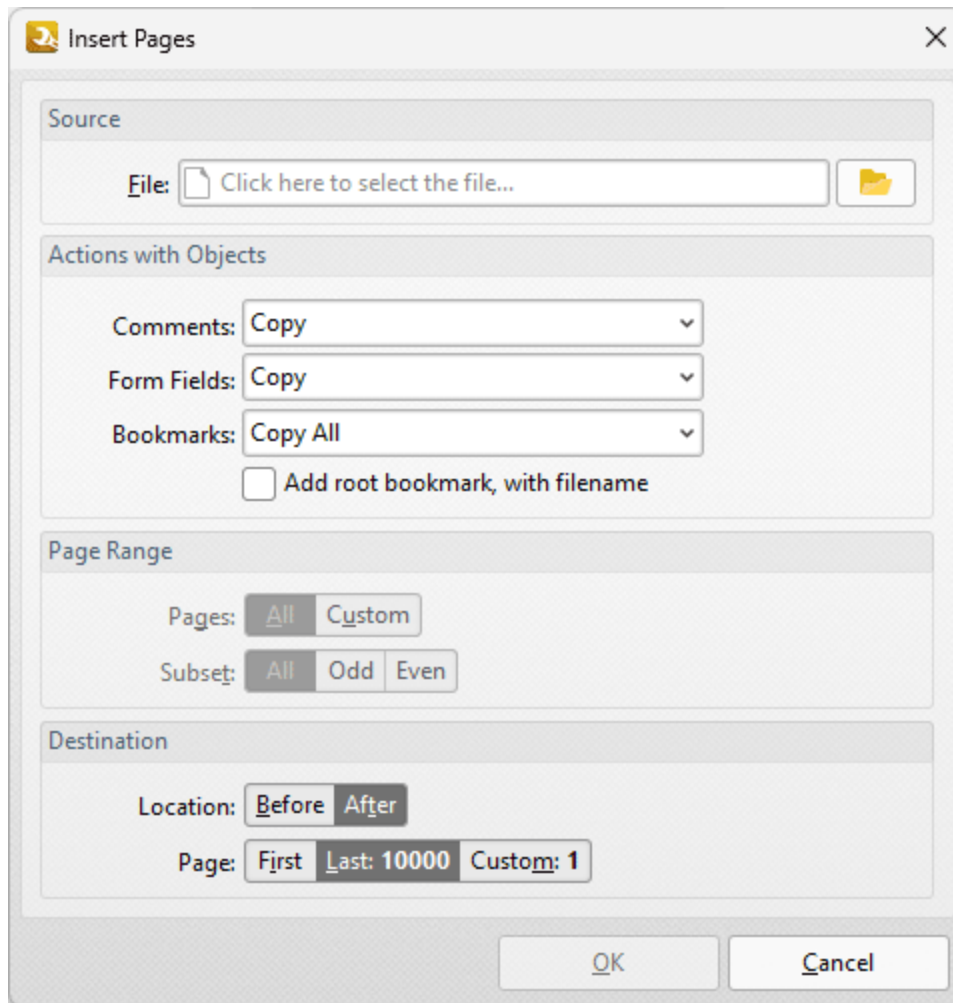 Insert Pages
Source
File: Click here to select the file...
Actions with Objects
Comments: Copy
Form Fields: Copy
Bookmarks: Copy All
Add root bookmark, with filename
Page Range
Pages: All Custom
Subset: All Odd Even
Destination
Location: Before After
Page: First Last: 10000 Custom: 1
OK Cancel